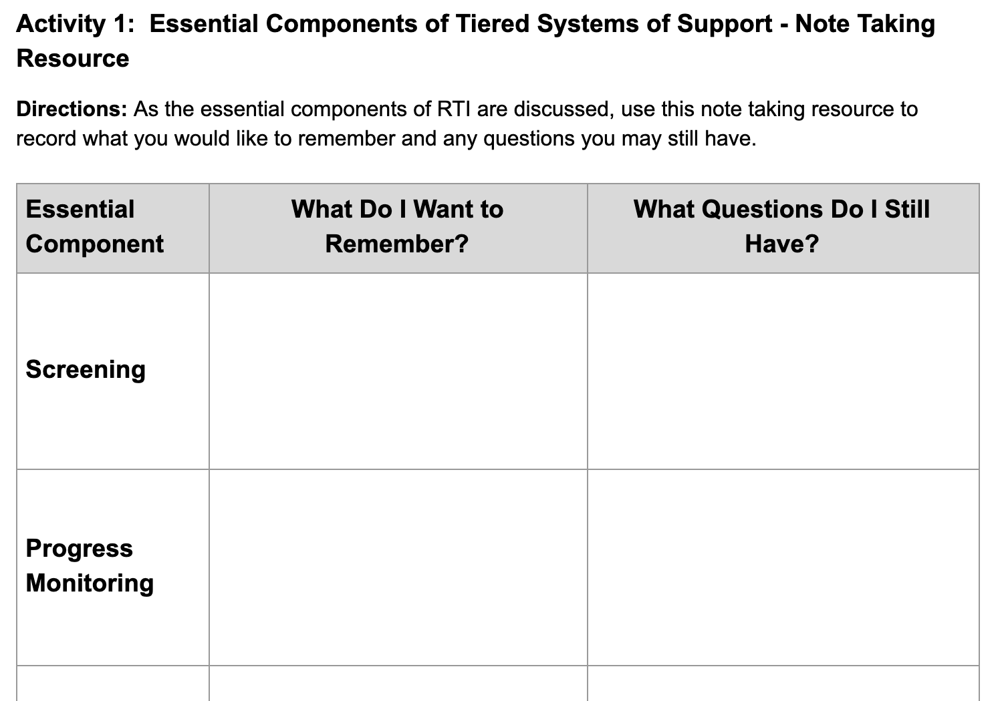 Activity 1:  Essential Components of Tiered Systems of Support - Note Taking
Resource
Directions: As the essential components of RTI are discussed, use this note taking resource to
record what you would like to remember and any questions you may still have.
Essential
Component
What Do I Want to
Remember?
What Questions Do I Still
Have?
Screening
Progress
Monitoring